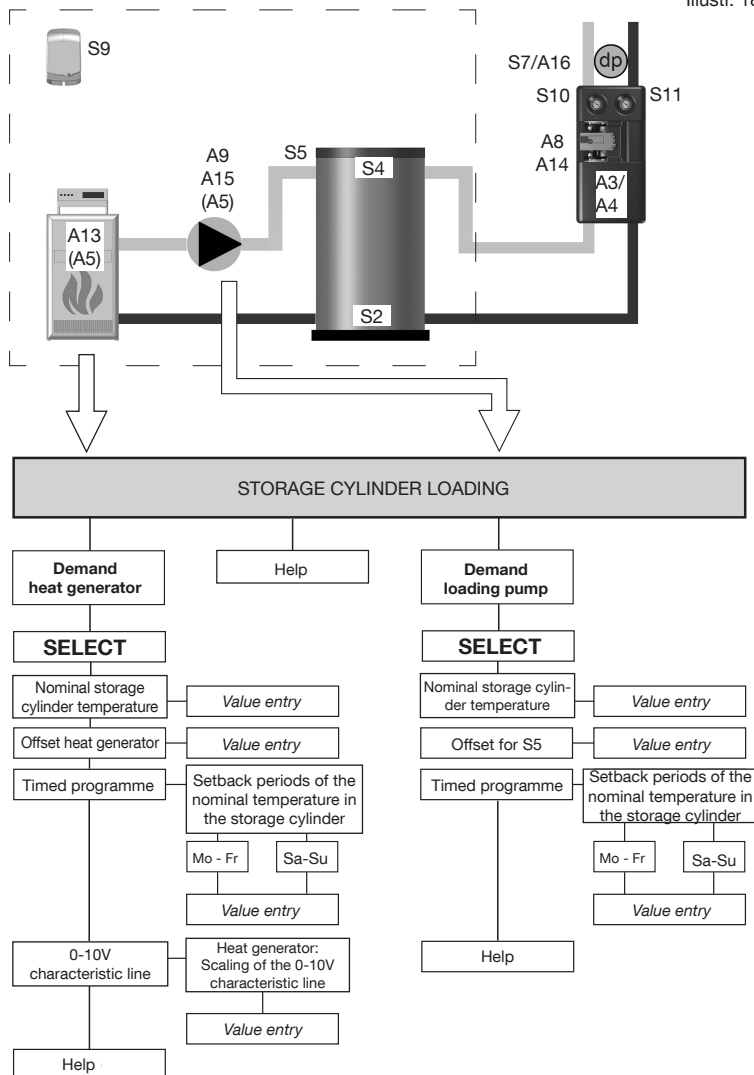 Illustr. 18
S9
S7/A16
dp
S10
S11
A8
A14
A3/
A4
A9
A15
(A5)
S5
S4
A13
(A5)
S2
STORAGE CYLINDER LOADING
Demand
heat generator
Help
Demand
loading pump
SELECT
SELECT
Nominal storage
cylinder temperature
Value entry
Nominal storage cylin-
der temperature
Value entry
Offset heat generator
Value entry
Offset for S5
Value entry
Timed programme
Setback periods of the
nominal temperature in
the storage cylinder
Timed programme
Setback periods of the
nominal temperature in
the storage cylinder
Mo - Fr
Sa-Su
Mo - Fr
Sa-Su
Value entry
Value entry
0-10V
characteristic line
Heat generator:
Scaling of the 0-10V
characteristic line
Help
Value entry
Help